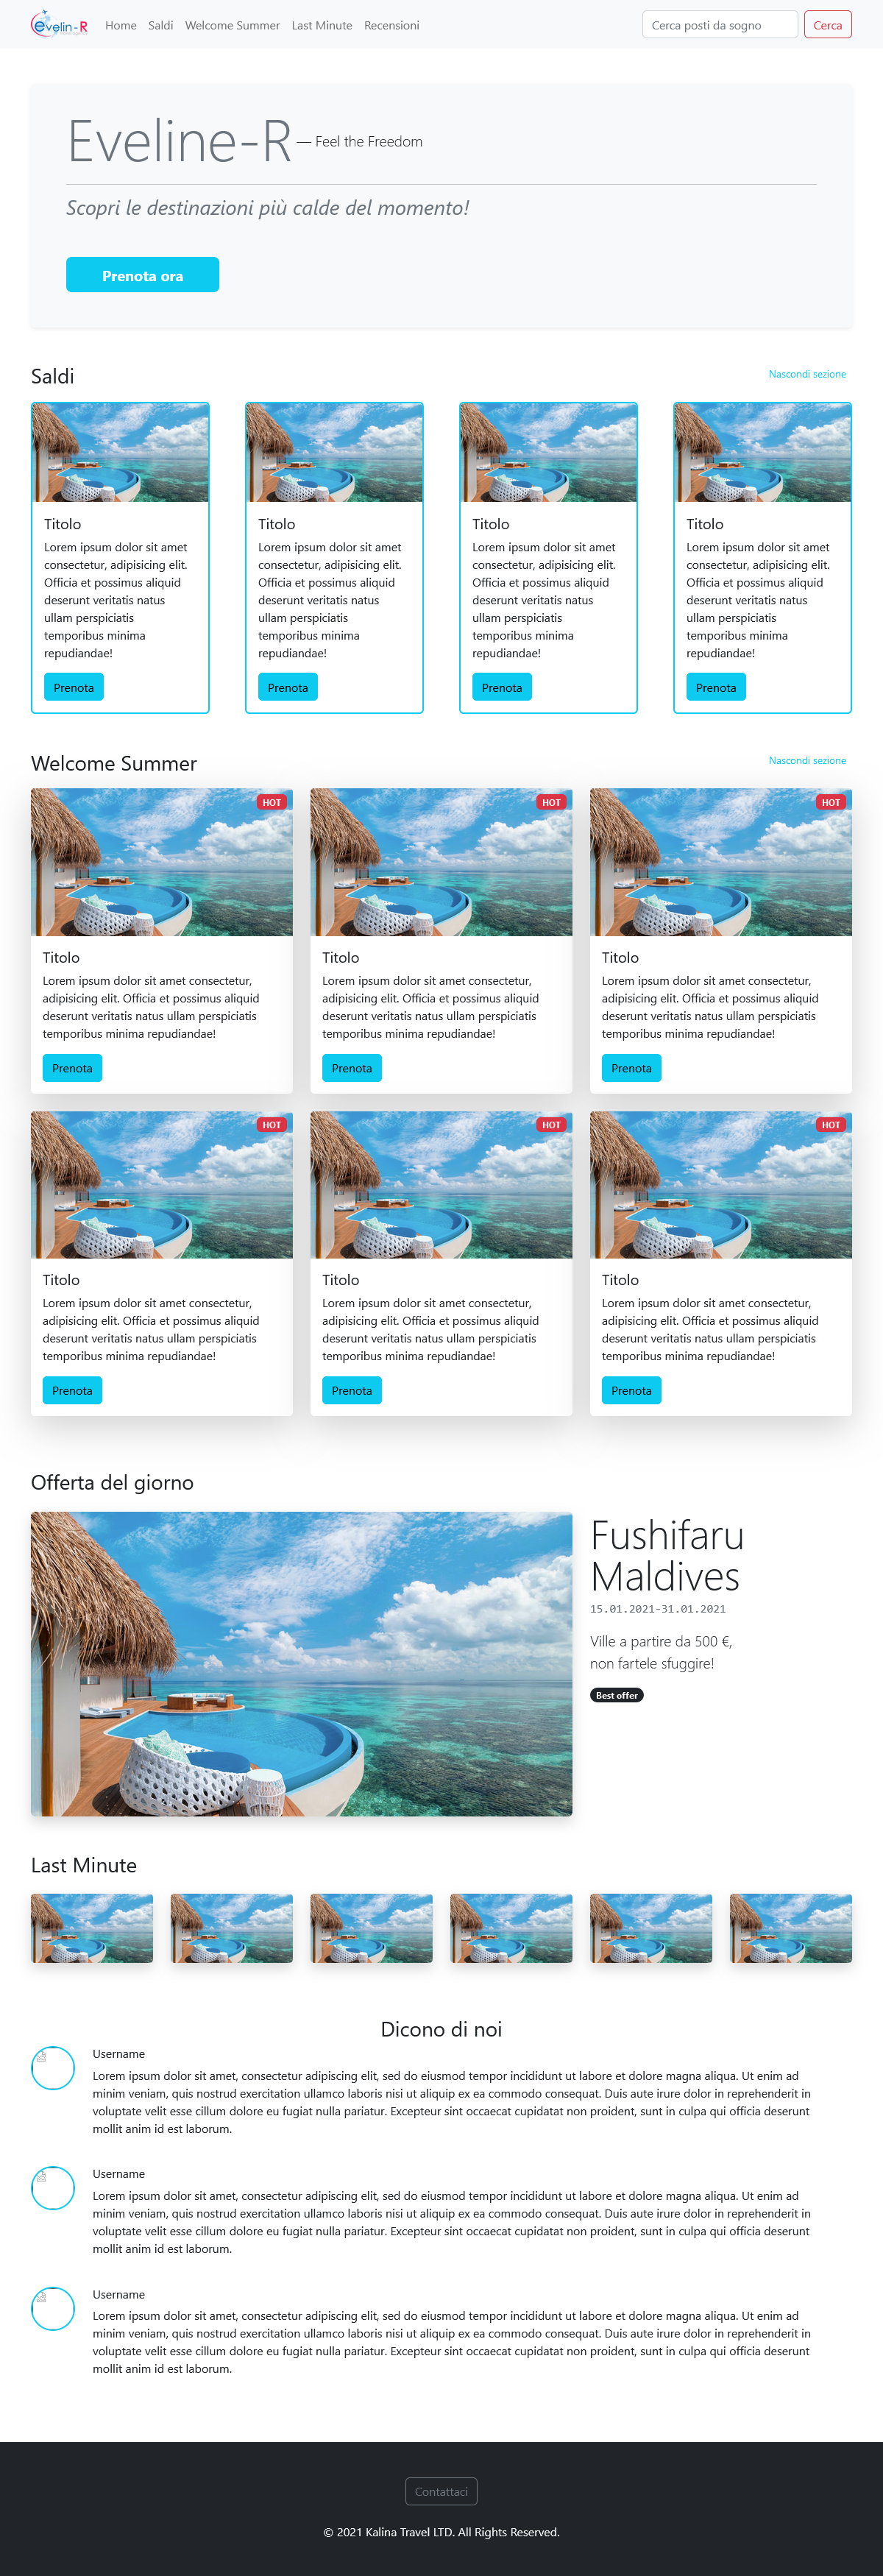 evelin-R
Home Saldi Welcome Summer Last Minute Recensioni
Cerca posti da sogno Cerca
Eveline-R — Feel the Freedom
Scopri le destinazioni più calde del momento!
Prenota ora
Saldi
Nascondi sezione
Titolo
Lorem ipsum dolor sit amet
consectetur, adipisicing elit.
Officia et possimus aliquid
deserunt veritatis natus
ullam perspiciatis
temporibus minima
repudiandae!
Prenota
Titolo
Lorem ipsum dolor sit amet
consectetur, adipisicing elit.
Officia et possimus aliquid
deserunt veritatis natus
ullam perspiciatis
temporibus minima
repudiandae!
Prenota
Titolo
Lorem ipsum dolor sit amet
consectetur, adipisicing elit.
Officia et possimus aliquid
deserunt veritatis natus
ullam perspiciatis
temporibus minima
repudiandae!
Prenota
Titolo
Lorem ipsum dolor sit amet
consectetur, adipisicing elit.
Officia et possimus aliquid
deserunt veritatis natus
ullam perspiciatis
temporibus minima
repudiandae!
Prenota
Welcome Summer
Nascondi sezione
HOT
Titolo
Lorem ipsum dolor sit amet consectetur,
adipisicing elit. Officia et possimus aliquid
deserunt veritatis natus ullam perspiciatis
temporibus minima repudiandae!
Prenota
HOT
Titolo
Lorem ipsum dolor sit amet consectetur,
adipisicing elit. Officia et possimus aliquid
deserunt veritatis natus ullam perspiciatis
temporibus minima repudiandae!
Prenota
HOT
Titolo
Lorem ipsum dolor sit amet consectetur,
adipisicing elit. Officia et possimus aliquid
deserunt veritatis natus ullam perspiciatis
temporibus minima repudiandae!
Prenota
HOT
Titolo
Lorem ipsum dolor sit amet consectetur,
adipisicing elit. Officia et possimus aliquid
deserunt veritatis natus ullam perspiciatis
temporibus minima repudiandae!
Prenota
HOT
Titolo
Lorem ipsum dolor sit amet consectetur,
adipisicing elit. Officia et possimus aliquid
deserunt veritatis natus ullam perspiciatis
temporibus minima repudiandae!
Prenota
HOT
Titolo
Lorem ipsum dolor sit amet consectetur,
adipisicing elit. Officia et possimus aliquid
deserunt veritatis natus ullam perspiciatis
temporibus minima repudiandae!
Prenota
Offerta del giorno
Fushifaru
Maldives
15.01.2021-31.01.2021
Ville a partire da 500 €,
non fartele sfuggire!
Best offer
Last Minute
Dicono di noi
Username
Lorem ipsum dolor sit amet, consectetur adipiscing elit, sed do eiusmod tempor incididunt ut labore et dolore magna aliqua. Ut enim ad
minim veniam, quis nostrud exercitation ullamco laboris nisi ut aliquip ex ea commodo consequat. Duis aute irure dolor in reprehenderit in
voluptate velit esse cillum dolore eu fugiat nulla pariatur. Excepteur sint occaecat cupidatat non proident, sunt in culpa qui officia deserunt
mollit anim id est laborum.
Username
Lorem ipsum dolor sit amet, consectetur adipiscing elit, sed do eiusmod tempor incididunt ut labore et dolore magna aliqua. Ut enim ad
minim veniam, quis nostrud exercitation ullamco laboris nisi ut aliquip ex ea commodo consequat. Duis aute irure dolor in reprehenderit in
voluptate velit esse cillum dolore eu fugiat nulla pariatur. Excepteur sint occaecat cupidatat non proident, sunt in culpa qui officia deserunt
mollit anim id est laborum.
Username
Lorem ipsum dolor sit amet, consectetur adipiscing elit, sed do eiusmod tempor incididunt ut labore et dolore magna aliqua. Ut enim ad
minim veniam, quis nostrud exercitation ullamco laboris nisi ut aliquip ex ea commodo consequat. Duis aute irure dolor in reprehenderit in
voluptate velit esse cillum dolore eu fugiat nulla pariatur. Excepteur sint occaecat cupidatat non proident, sunt in culpa qui officia deserunt
mollit anim id est laborum.
Contattaci
© 2021 Kalina Travel LTD. All Rights Reserved.